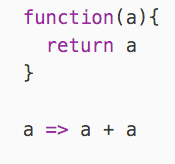 function(a){
  return a
}

a => a + a